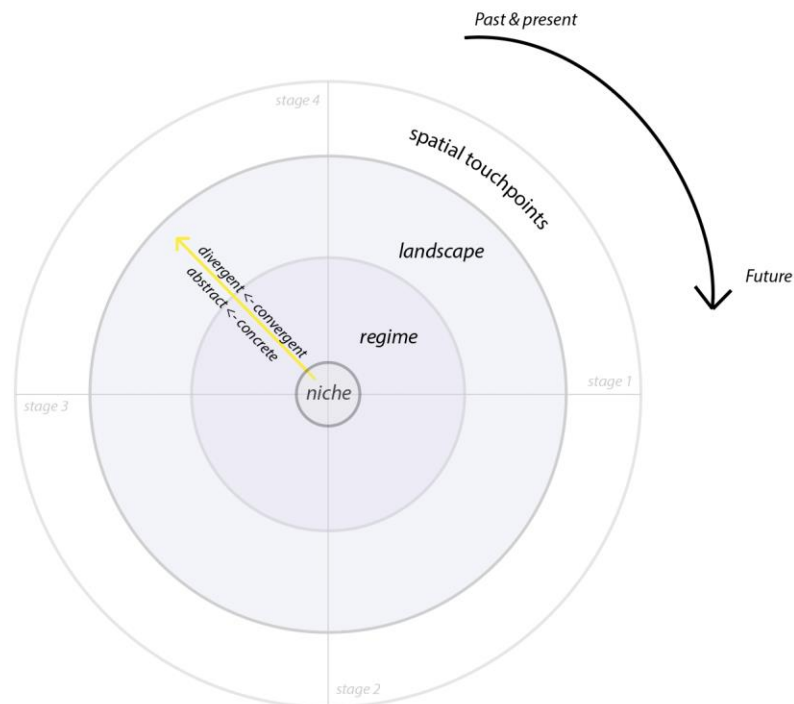 Past & present
stage 4
spatial touchpoints
landscape
divergent <- convergent
abstract <- concrete
Future
regime
stage 1
niche
stage 3
stage 2